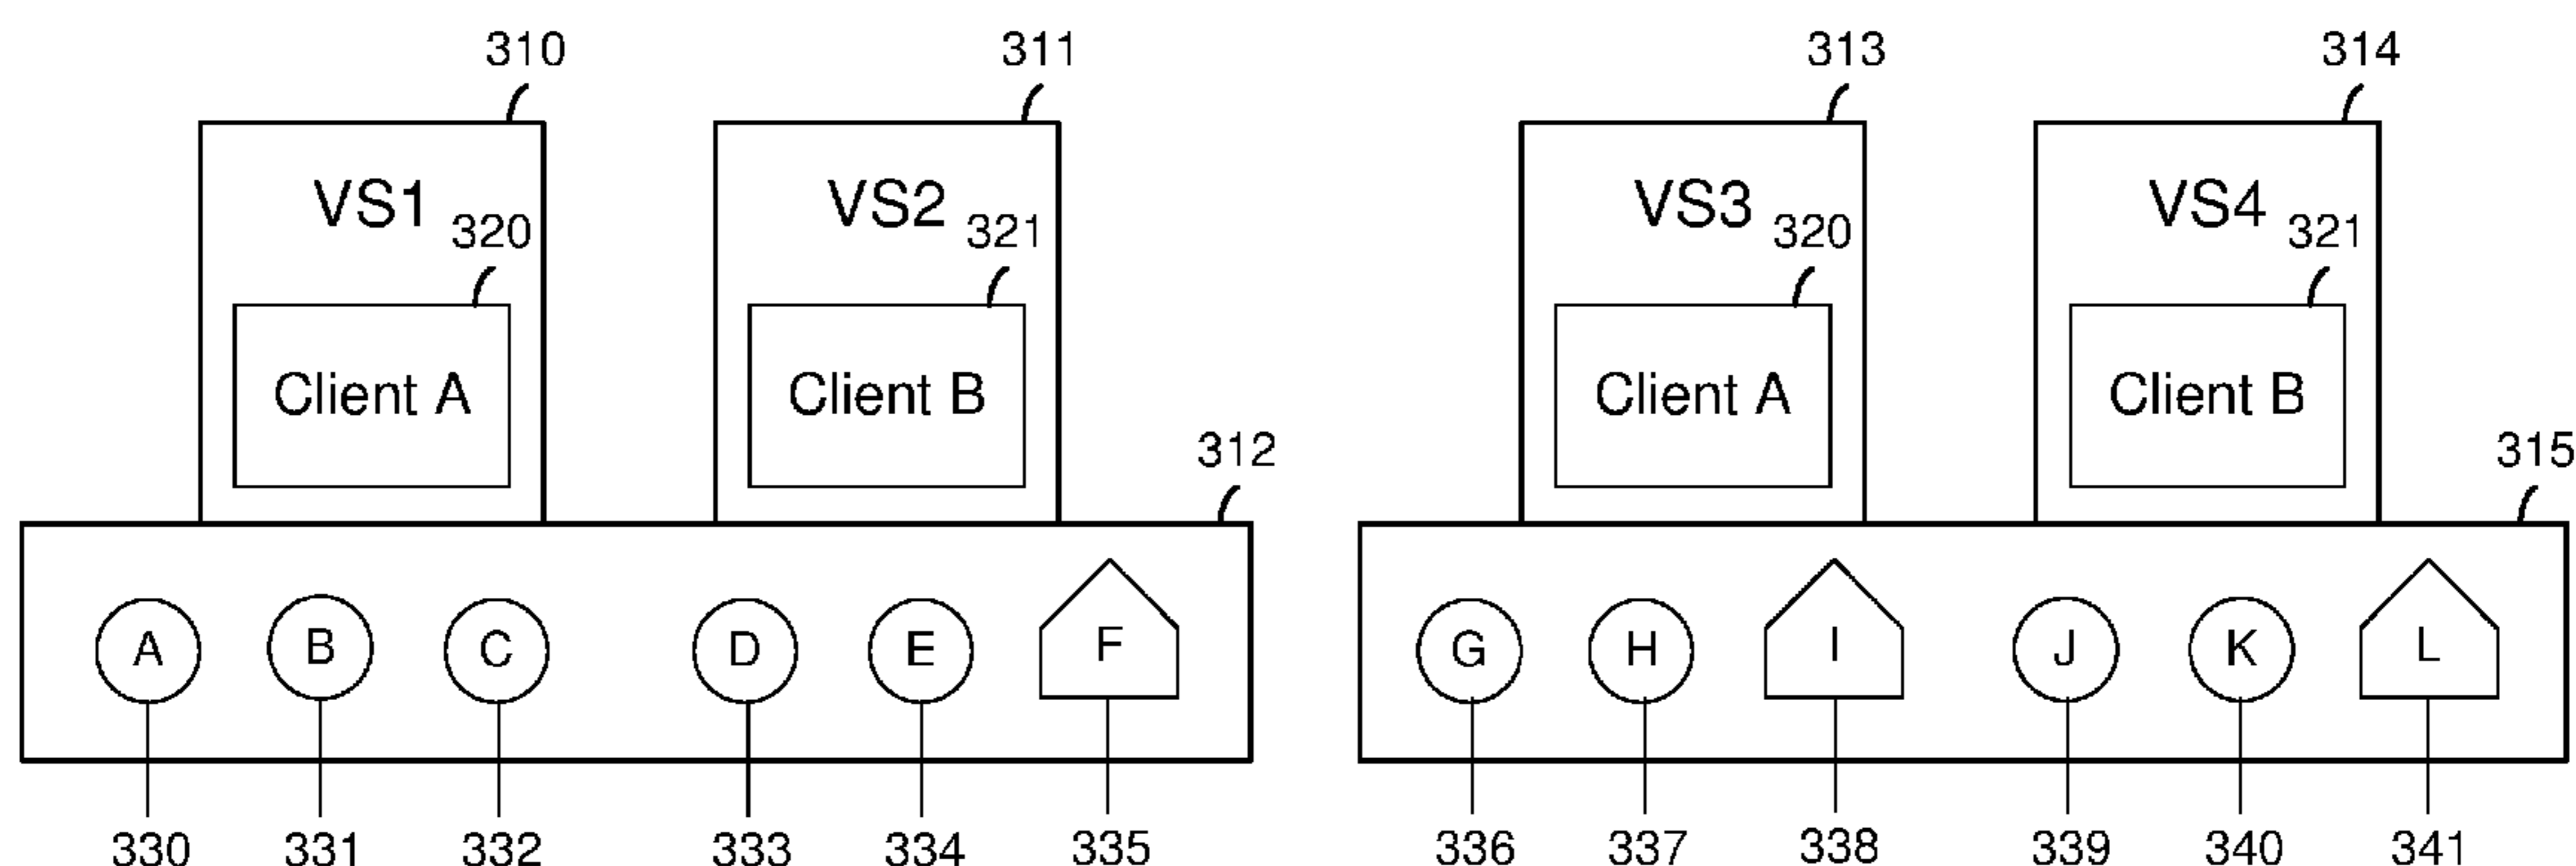 310 311 313 314
VS1 VS2 VS3 VS4
320 321 320 321
Client A Client B Client A Client B
312 315
A B C D E F G H I J K L
330 331 332 333 334 335 336 337 338 339 340 341